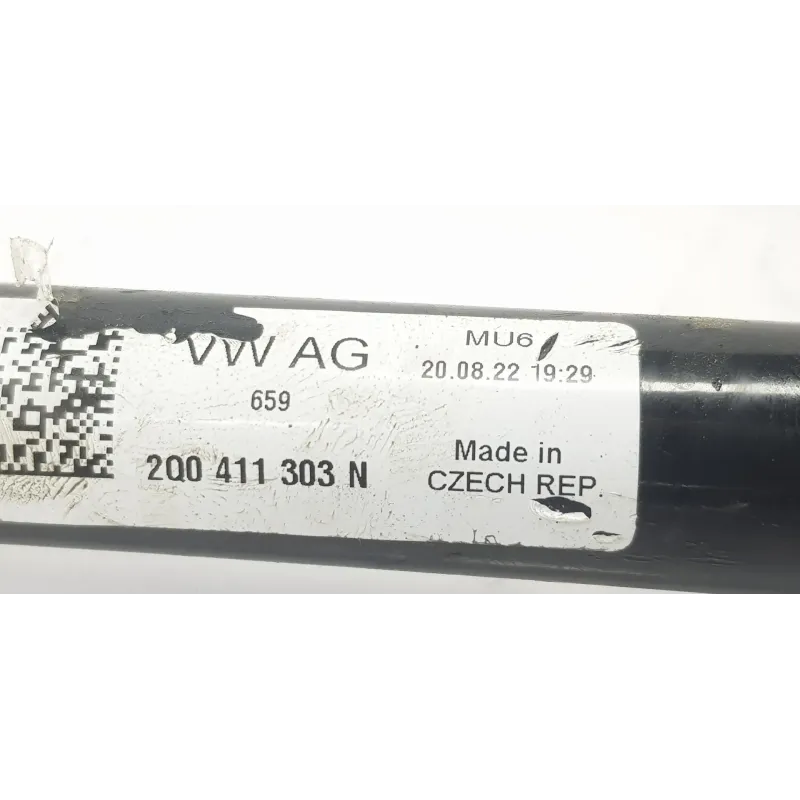 VW AG
659
2Q0 411 303 N
MU6
20.08.22 19:29
Made in
CZECH REP.